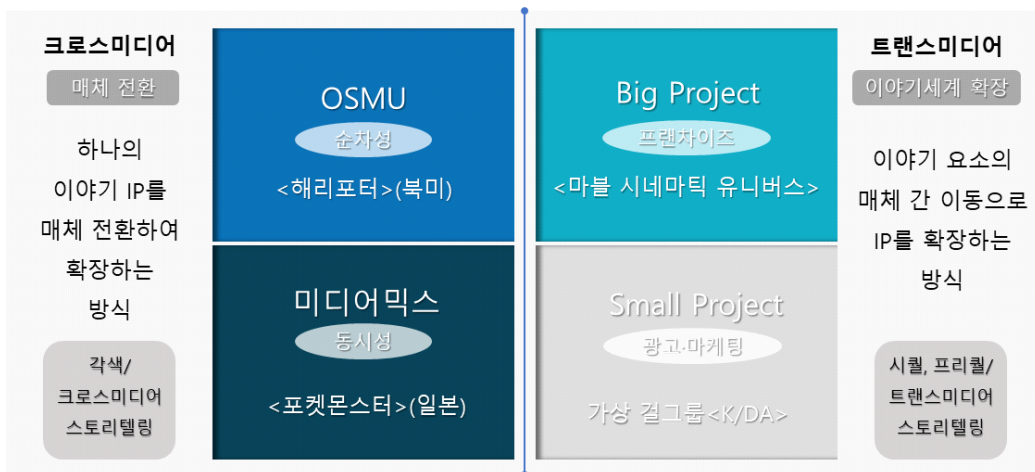 크로스미디어
매체 전환
하나의
이야기 IP를
매체 전환하여
확장하는
방식
각색/
크로스미디어
스토리텔링
OSMU
순차성
<해리포터>(북미)
미디어믹스
동시성
<포켓몬스터>(일본)
Big Project
프랜차이즈
<마블 시네마틱 유니버스>
Small Project
광고·마케팅
가상 걸그룹<K/DA>
트랜스미디어
이야기세계 확장
이야기 요소의
매체 간 이동으로
IP를 확장하는
방식
시퀄, 프리퀄/
트랜스미디어
스토리텔링